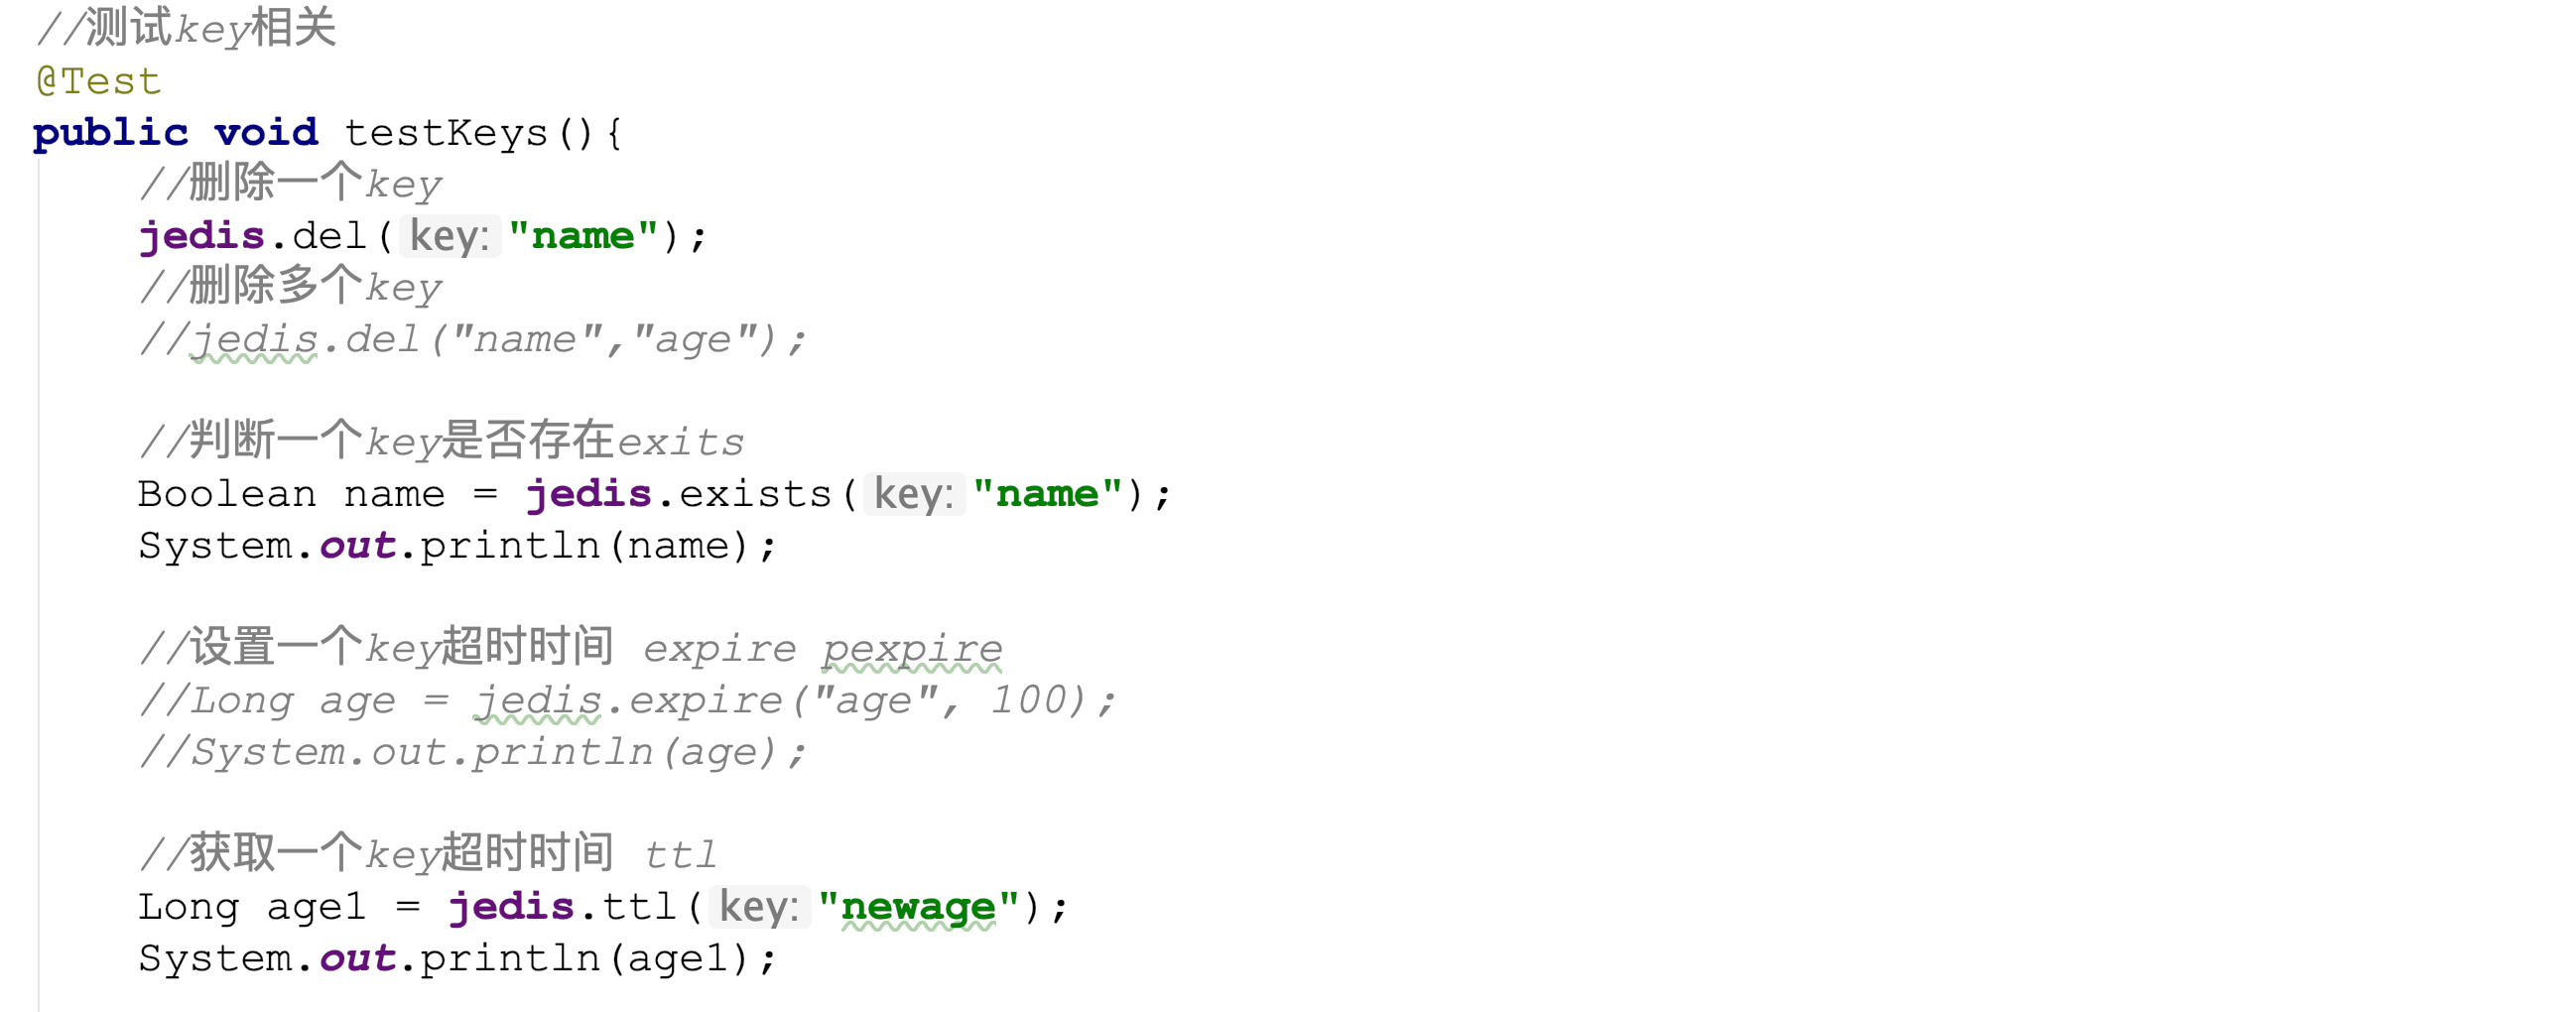 //测试key相关
@Test
public void testKeys(){
//删除一个key
jedis.del( key: "name");
//删除多个key
//jedis.del("name","age");
//判断一个key是否存在exits
Boolean name = jedis.exists( key: "name");
System.out.println(name);
//设置一个key超时时间 expire pexpire
//Long age = jedis.expire("age", 100);
//System.out.println(age);
//获取一个key超时时间 ttl
Long age1 = jedis.ttl( key: "newage");
System.out.println(age1);